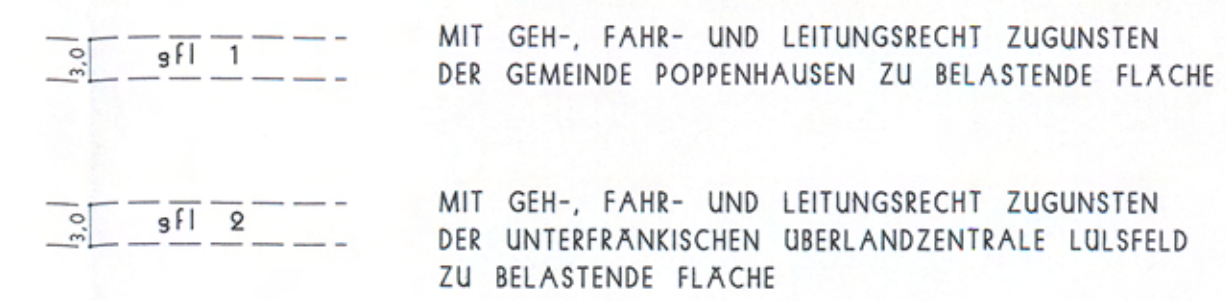 3,0
gfl 1
MIT GEH-, FAHR- UND LEITUNGSRECHT ZUGUNSTEN
DER GEMEINDE POPPENHAUSEN ZU BELASTENDE FLÄCHE
3,0
gfl 2
MIT GEH-, FAHR- UND LEITUNGSRECHT ZUGUNSTEN
DER UNTERFRÄNKISCHEN ÜBERLANDZENTRALE LÜLSFELD
ZU BELASTENDE FLÄCHE